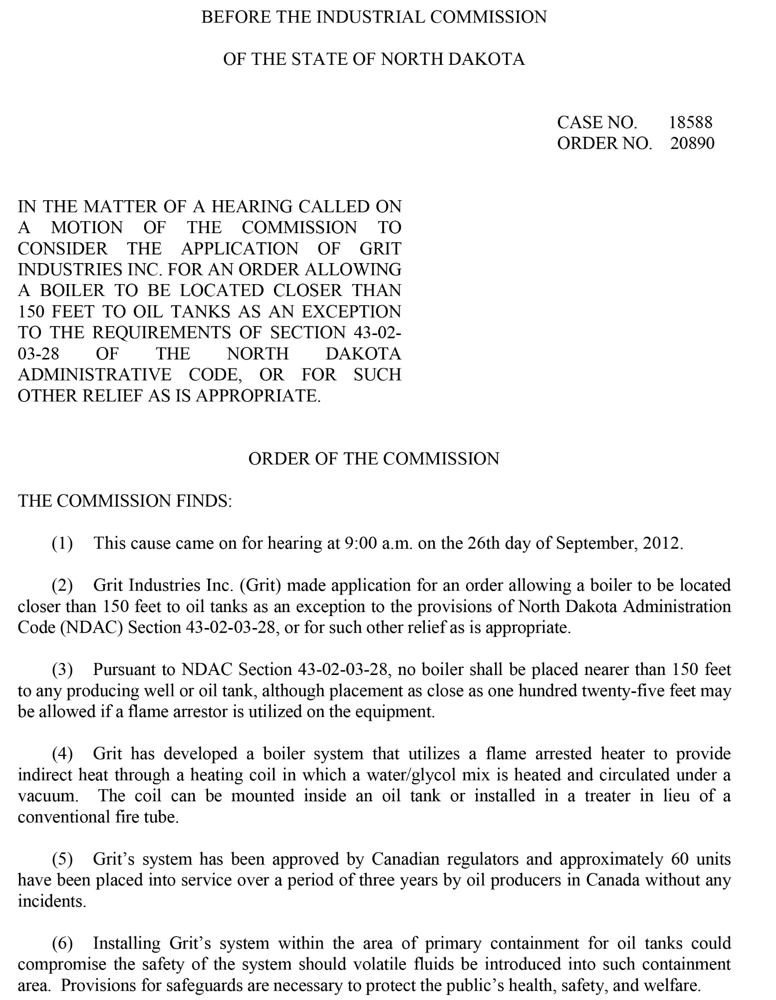 BEFORE THE INDUSTRIAL COMMISSION
OF THE STATE OF NORTH DAKOTA
CASE NO. 18588
ORDER NO. 20890
IN THE MATTER OF A HEARING CALLED ON
A MOTION OF THE COMMISSION TO
CONSIDER THE APPLICATION OF GRIT
INDUSTRIES INC. FOR AN ORDER ALLOWING
A BOILER TO BE LOCATED CLOSER THAN
150 FEET TO OIL TANKS AS AN EXCEPTION
TO THE REQUIREMENTS OF SECTION 43-02-
03-28 OF THE NORTH DAKOTA
ADMINISTRATIVE CODE, OR FOR SUCH
OTHER RELIEF AS IS APPROPRIATE.
ORDER OF THE COMMISSION
THE COMMISSION FINDS:
(1) This cause came on for hearing at 9:00 a.m. on the 26th day of September, 2012.
(2) Grit Industries Inc. (Grit) made application for an order allowing a boiler to be located
closer than 150 feet to oil tanks as an exception to the provisions of North Dakota Administration
Code (NDAC) Section 43-02-03-28, or for such other relief as is appropriate.
(3) Pursuant to NDAC Section 43-02-03-28, no boiler shall be placed nearer than 150 feet
to any producing well or oil tank, although placement as close as one hundred twenty-five feet may
be allowed if a flame arrestor is utilized on the equipment.
(4) Grit has developed a boiler system that utilizes a flame arrested heater to provide
indirect heat through a heating coil in which a water/glycol mix is heated and circulated under a
vacuum. The coil can be mounted inside an oil tank or installed in a treater in lieu of a
conventional fire tube.
(5) Grit’s system has been approved by Canadian regulators and approximately 60 units
have been placed into service over a period of three years by oil producers in Canada without any
incidents.
(6) Installing Grit’s system within the area of primary containment for oil tanks could
compromise the safety of the system should volatile fluids be introduced into such containment
area. Provisions for safeguards are necessary to protect the public’s health, safety, and welfare.